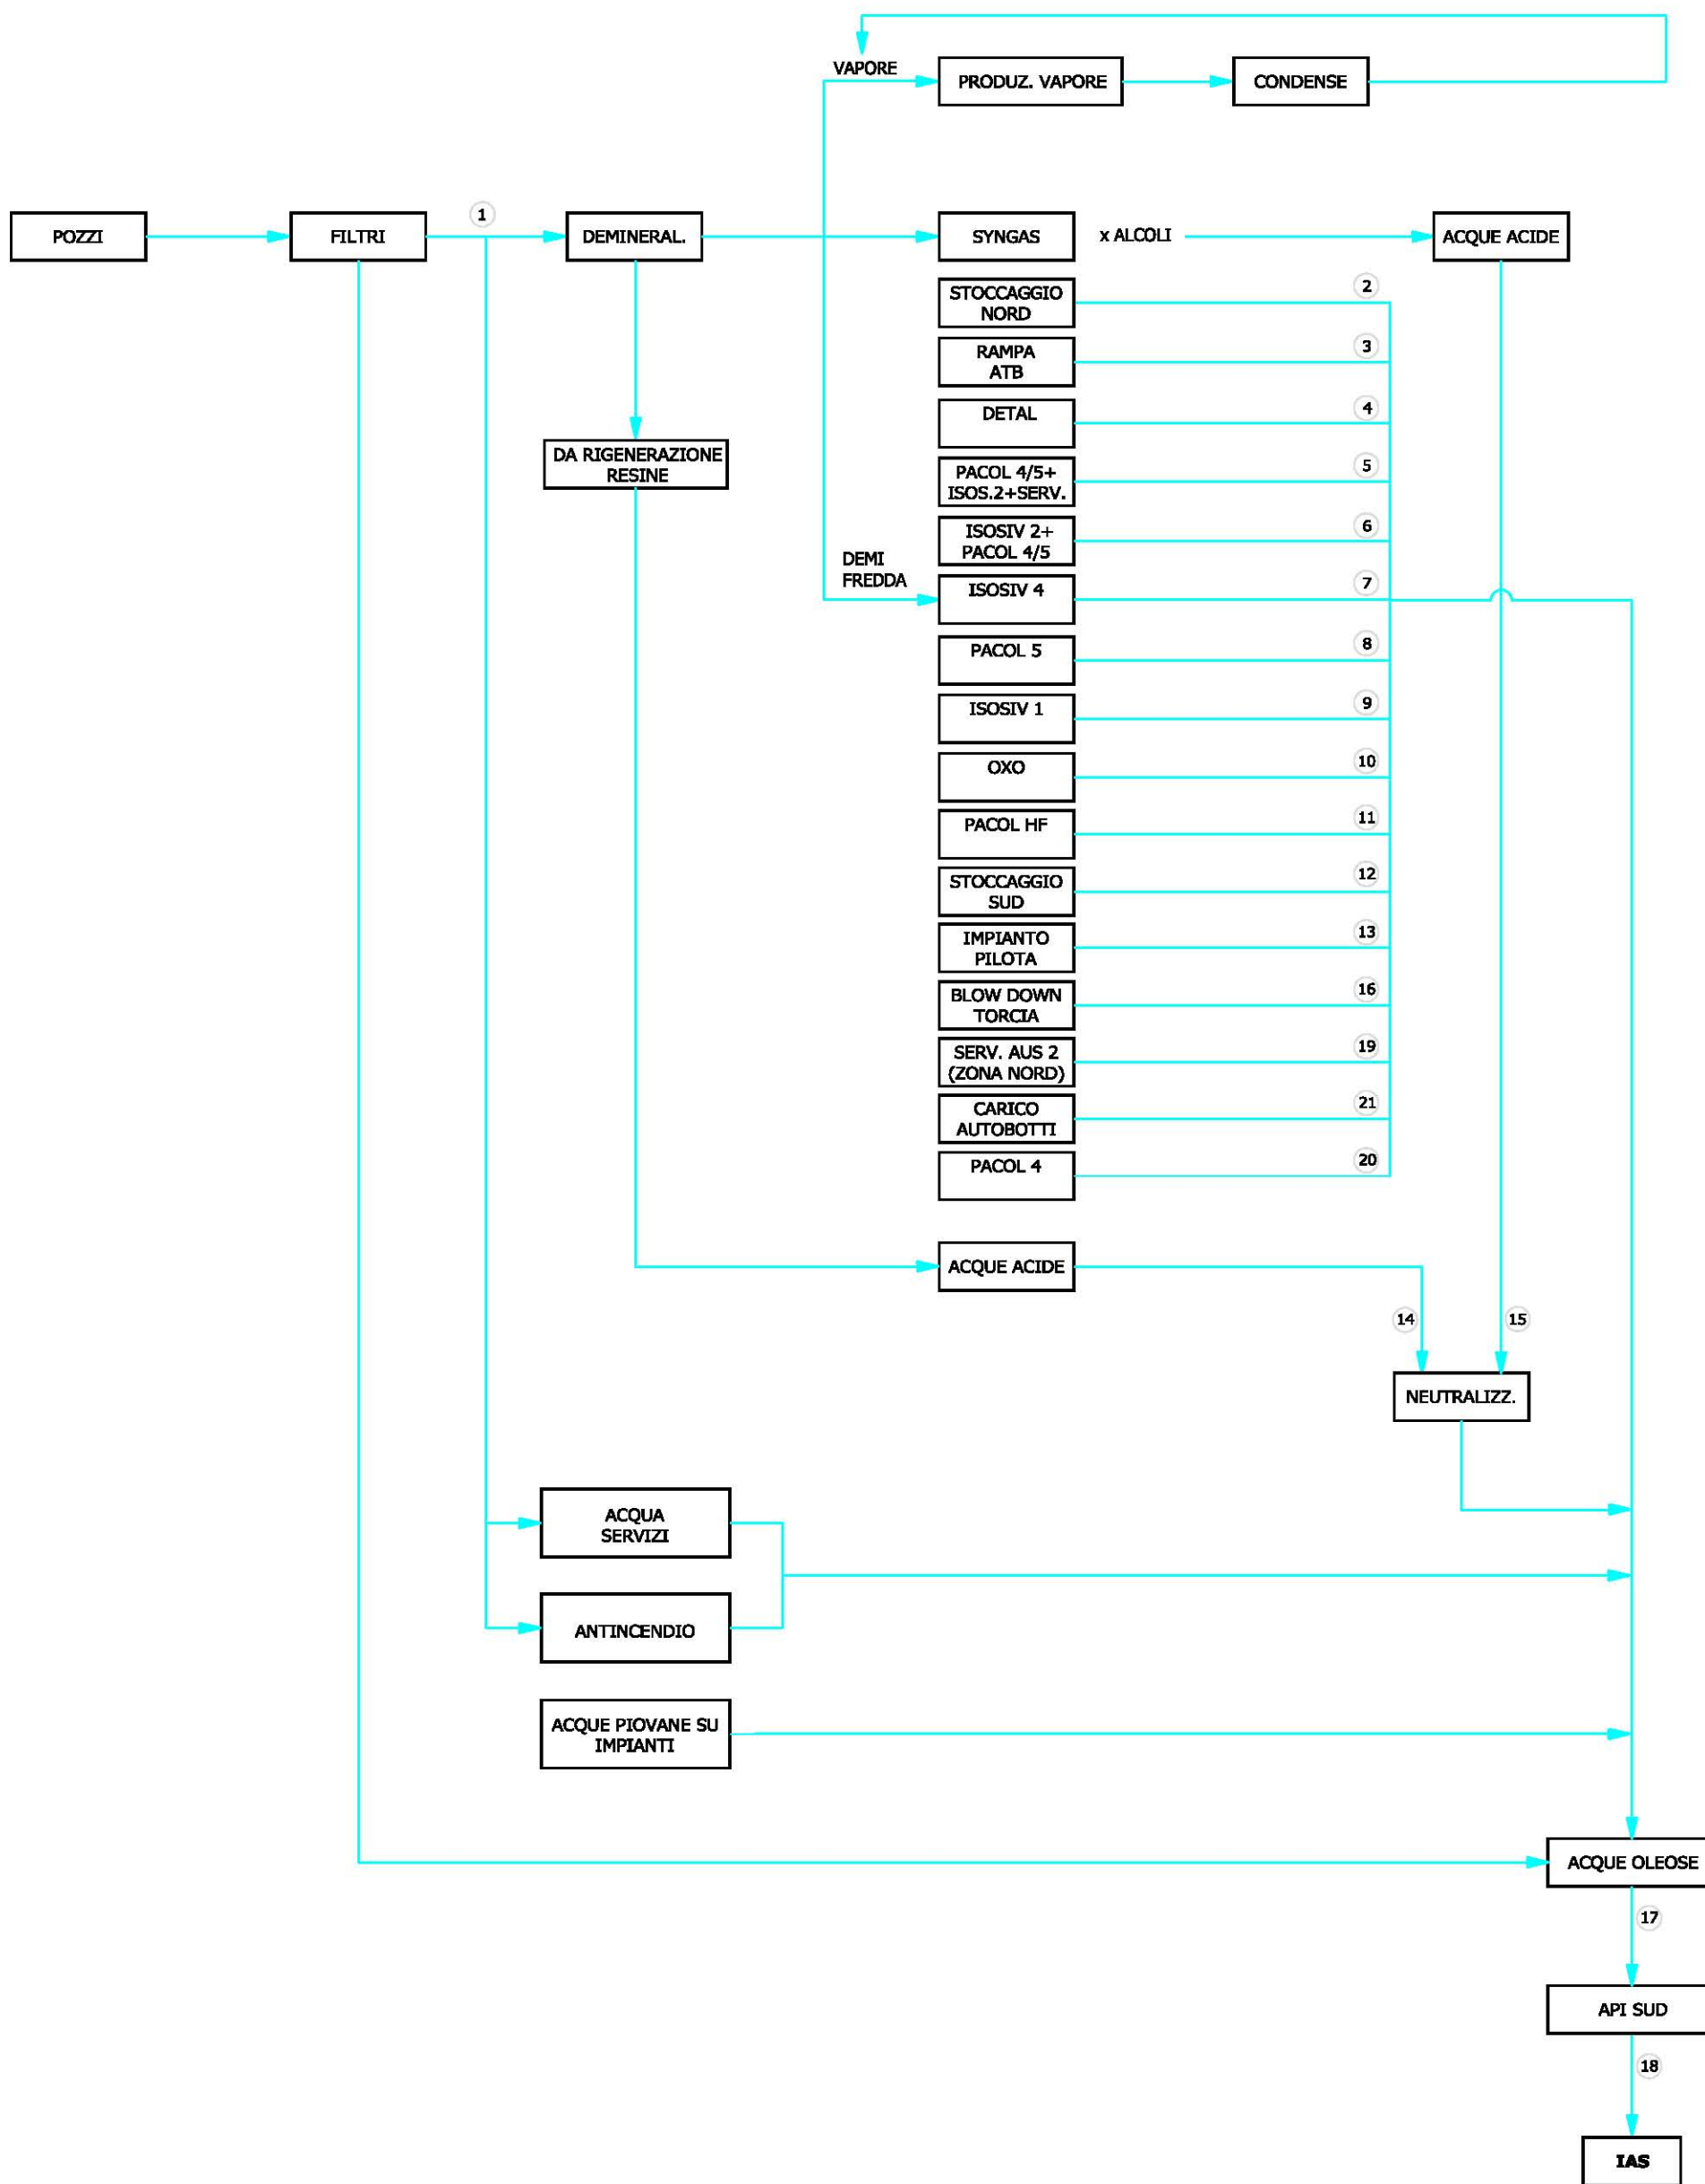 VAPORE
PRODUZ. VAPORE
CONDENSE
1
POZZI
FILTRI
DEMINERAL.
SYNGAS
x ALCOLI
ACQUE ACIDE
STOCCAGGIO
NORD
2
RAMPA
ATB
3
DETAL
4
DA RIGENERAZIONE
RESINE
PACOL 4/5+
ISOS.2+SERV.
5
ISOSIV 2+
PACOL 4/5
6
DEMI
FREDDA
ISOSIV 4
7
PACOL 5
8
ISOSIV 1
9
OXO
10
PACOL HF
11
STOCCAGGIO
SUD
12
IMPIANTO
PILOTA
13
BLOW DOWN
TORCIA
16
SERV. AUS 2
(ZONA NORD)
19
CARICO
AUTOBOTTI
21
PACOL 4
20
ACQUE ACIDE
14
15
NEUTRALIZZ.
ACQUA
SERVIZI
ANTINCENDIO
ACQUE PIOVANE SU
IMPIANTI
ACQUE OLEOSE
17
API SUD
18
IAS